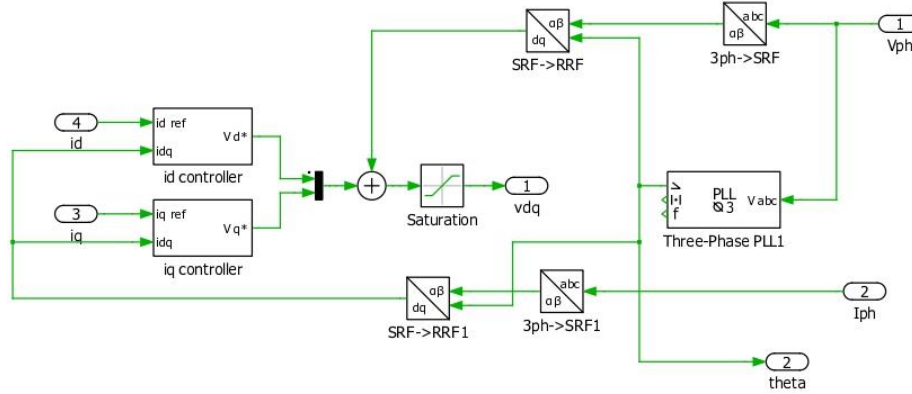 αβ
dq
SRF->RRF
abc
αβ
3ph->SRF
1
Vph
4
id
id ref
idq
Vd*
id controller
3
iq
iq ref
idq
Vq*
iq controller
+
Saturation
1
vdq
PLL
3
|·|
f
Vabc
Three-Phase PLL1
αβ
dq
SRF->RRF1
abc
αβ
3ph->SRF1
2
Iph
2
theta